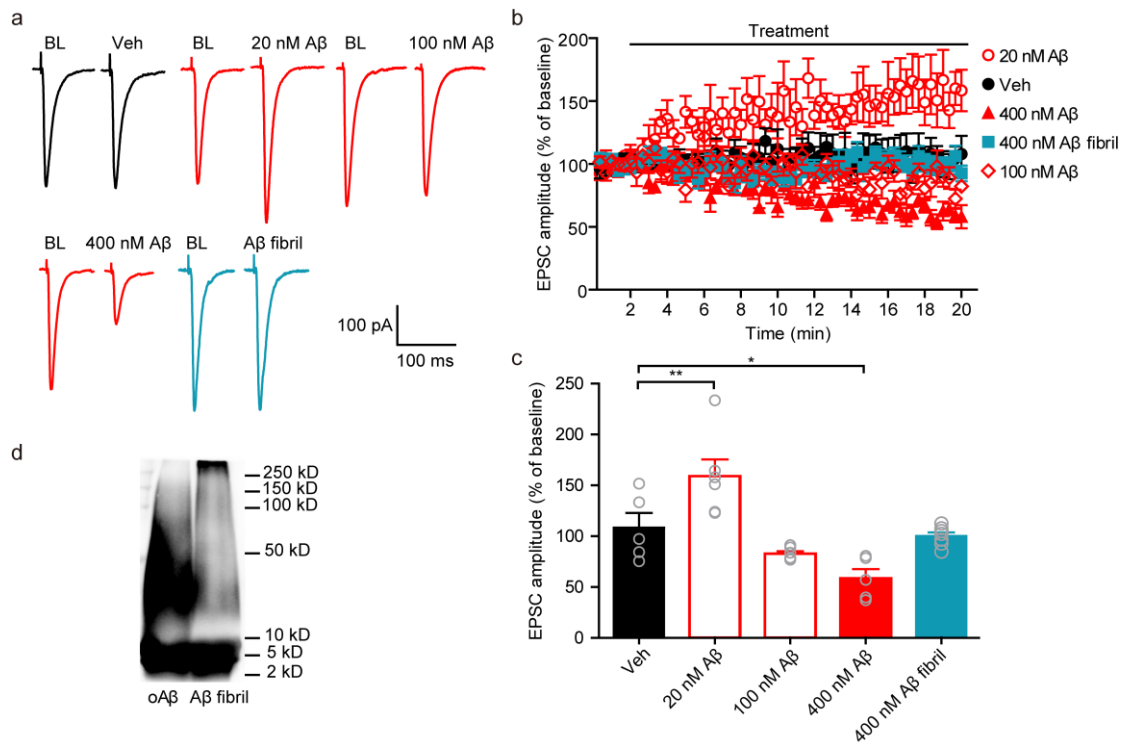 a
BL Veh BL 20 nM Aβ BL 100 nM Aβ
BL 400 nM Aβ BL Aβ fibril
100 pA
100 ms
b
Treatment
EPSC amplitude (% of baseline)
200
150
100
50
0
2 4 6 8 10 12 14 16 18 20
Time (min)
20 nM Aβ
Veh
400 nM Aβ
400 nM Aβ fibril
100 nM Aβ
c
EPSC amplitude (% of baseline)
250
200
150
100
50
0
*
**
Veh
20 nM Aβ
100 nM Aβ
400 nM Aβ
400 nM Aβ fibril
d
250 kD
150 kD
100 kD
50 kD
10 kD
5 kD
2 kD
oAβ Aβ fibril